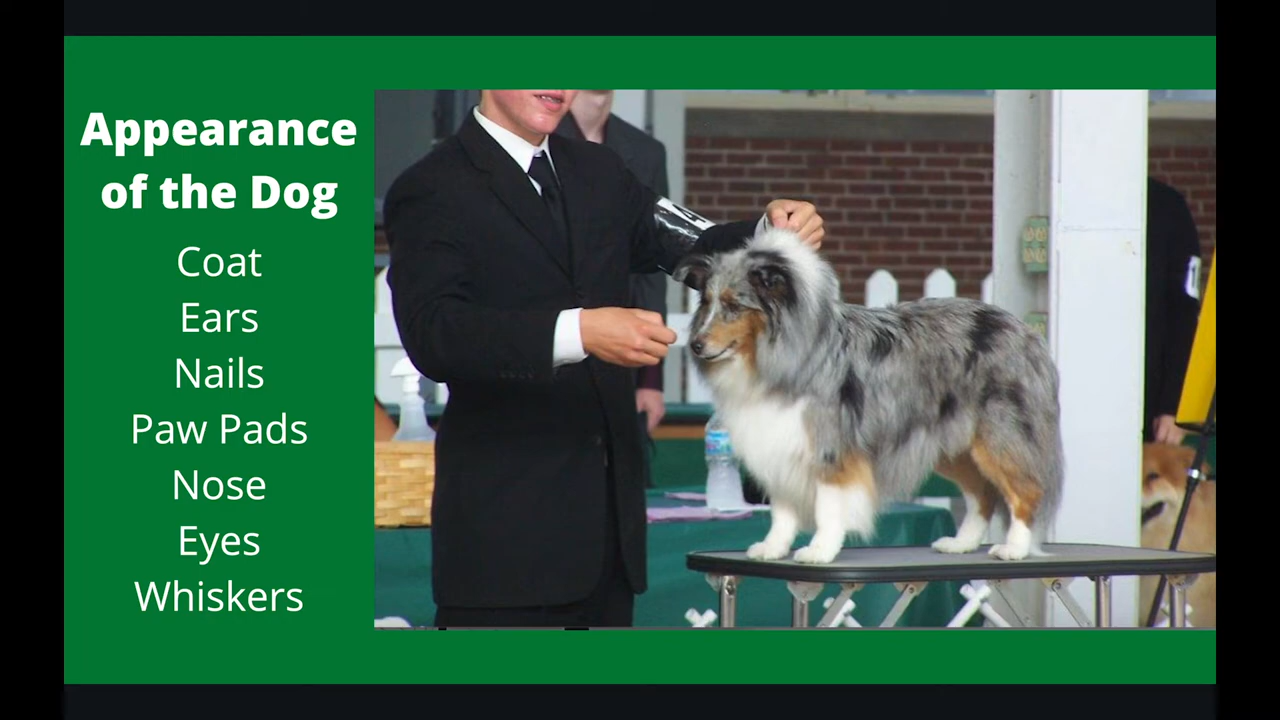 Appearance
of the Dog
Coat
Ears
Nails
Paw Pads
Nose
Eyes
Whiskers